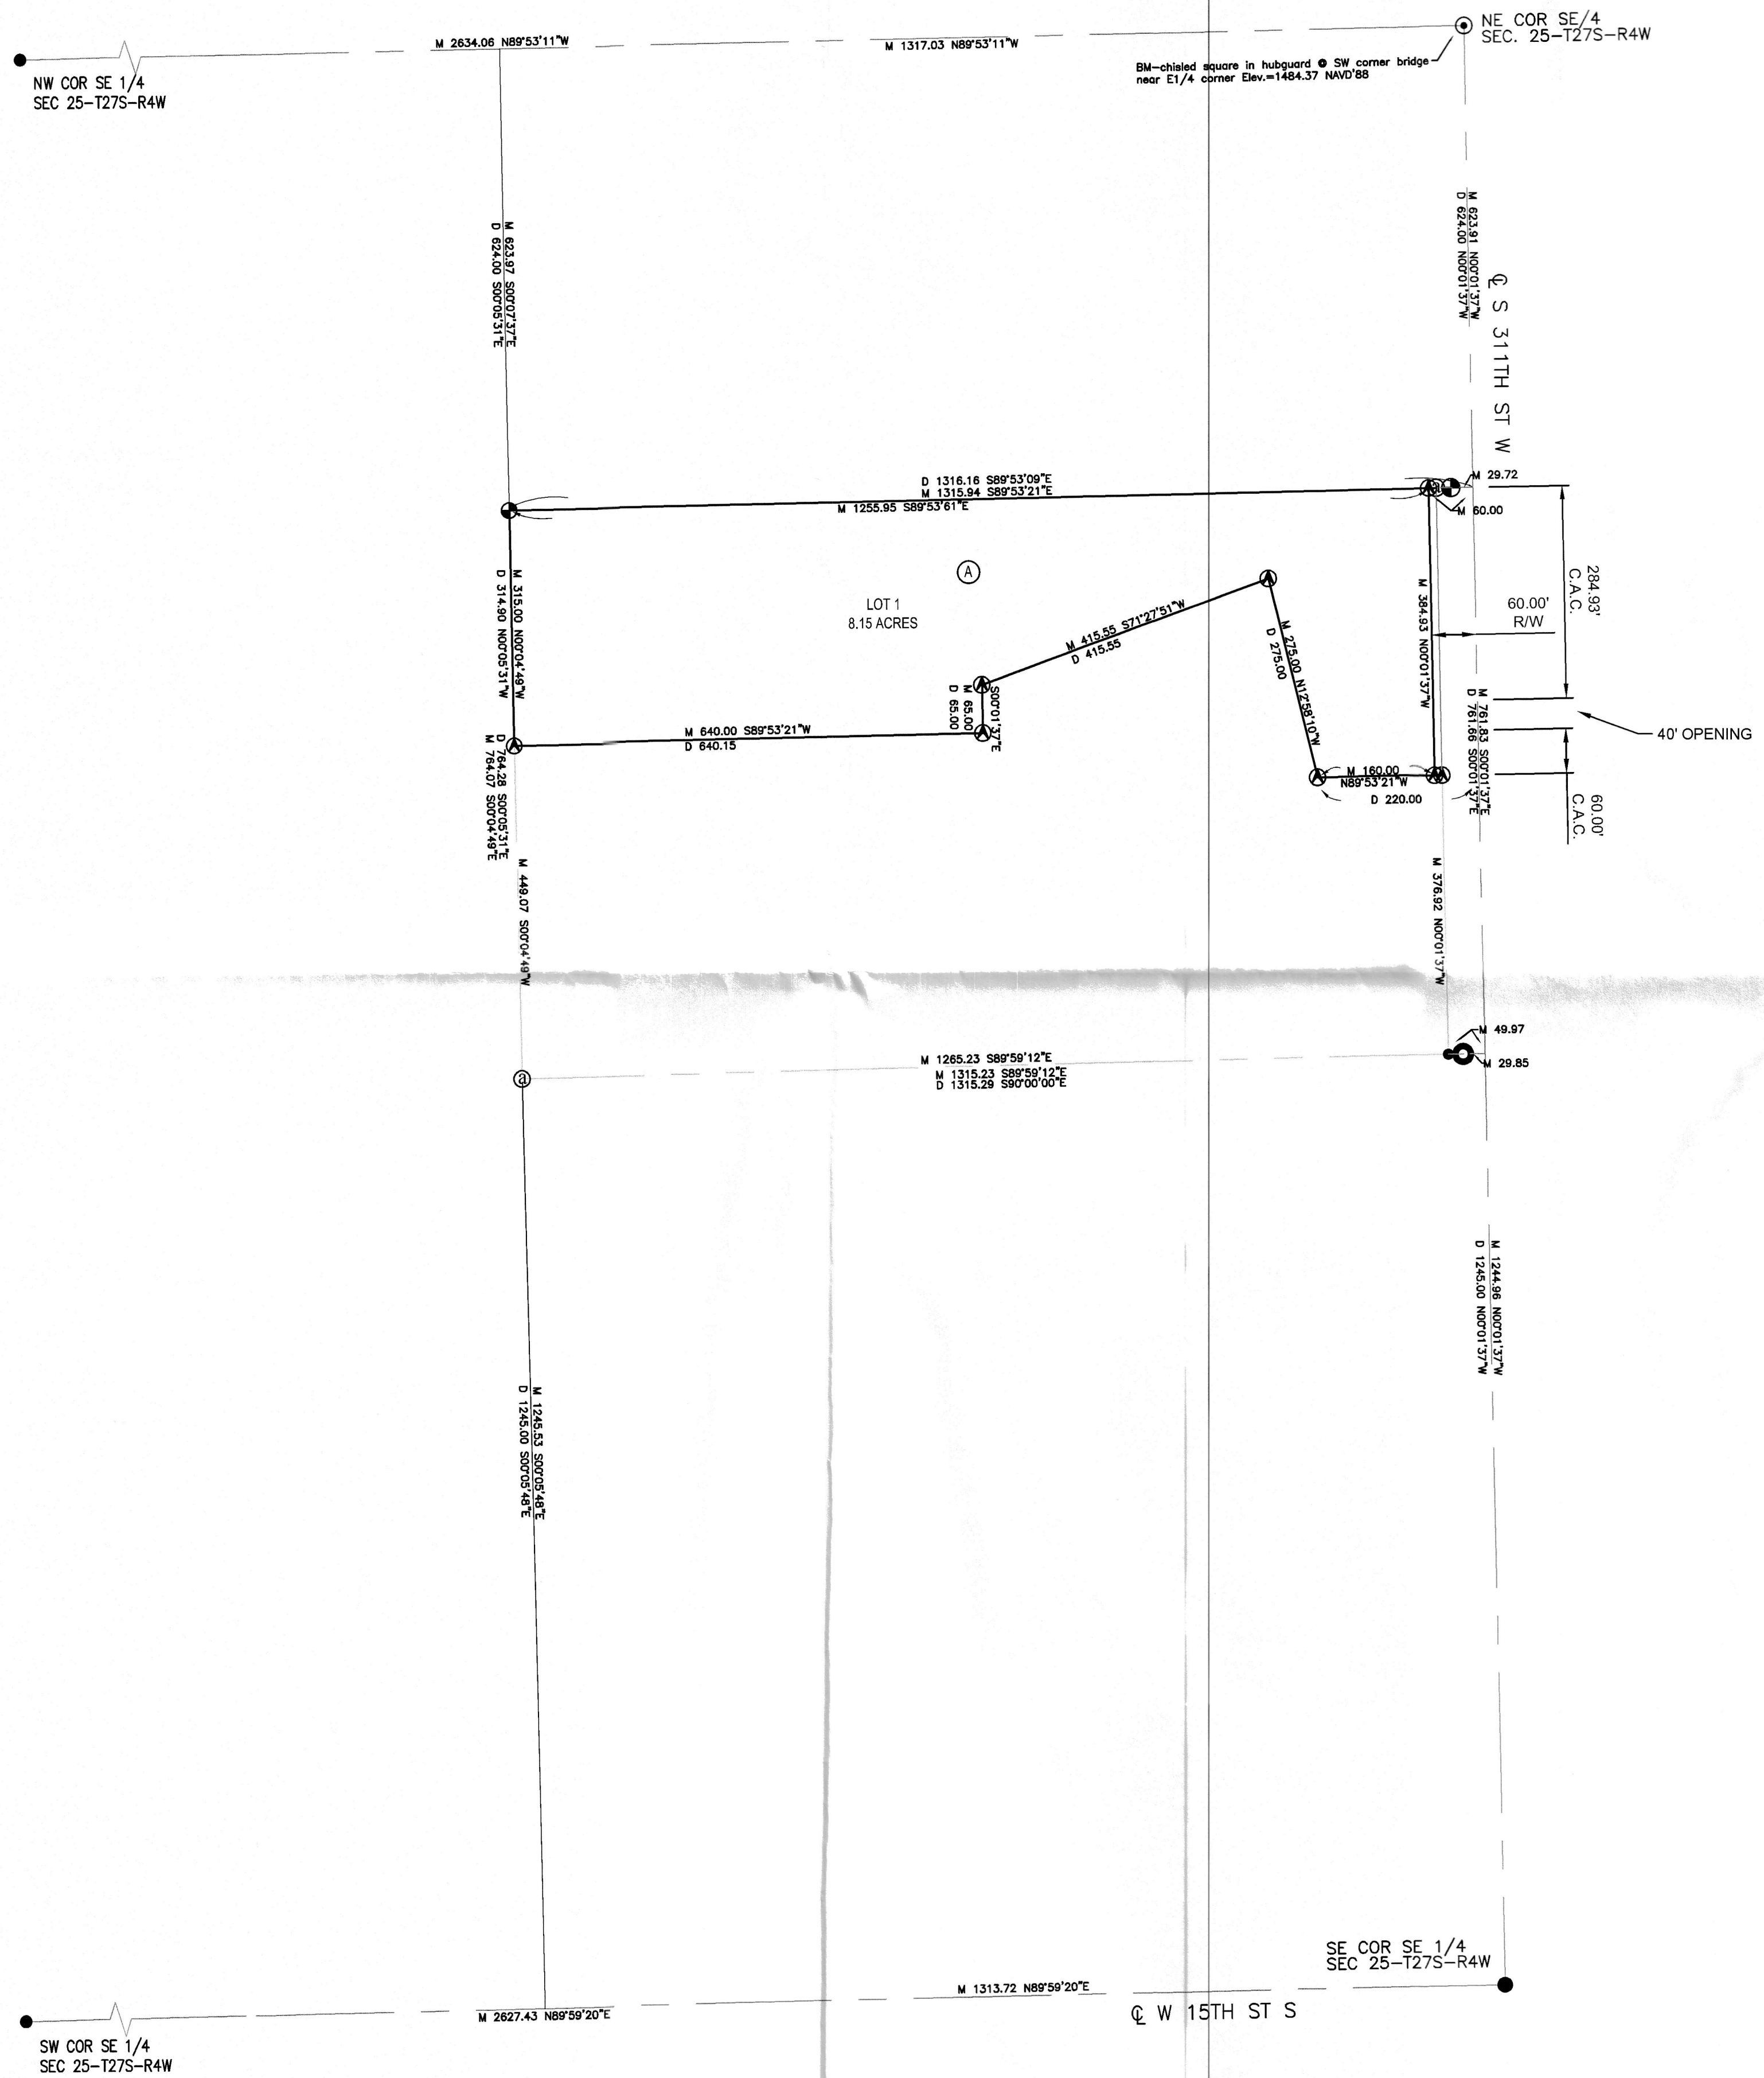 NE COR SE/4
SEC. 25-T27S-R4W
M 2634.06 N89°53'11"W
M 1317.03 N89°53'11"W
BM-chisled square in hubguard @ SW corner bridge
near E1/4 corner Elev.=1484.37 NAVD'88
NW COR SE 1/4
SEC 25-T27S-R4W
M 623.97 S00°07'37"E
D 624.00 S00°05'31"E
M 623.91 N00°01'37"W
D 624.00 N00°01'37"W
℄ S 311TH ST W
D 1316.16 S89°53'09"E
M 1315.94 S89°53'21"E
M 1255.95 S89°53'61"E
M 29.72
a
M 60.00
284.93'
C.A.C.
A
LOT 1
8.15 ACRES
M 315.00 N00°04'49"W
D 314.90 N00°05'31"W
M 415.55 S71°27'51"W
D 415.55
M 275.00 N12°58'10"W
D 275.00
M 384.93 N00°01'37"W
60.00'
R/W
S00°01'37"E
M 65.00
D 65.00
M 640.00 S89°53'21"W
D 640.15
M 761.83 S00°01'37"E
D 761.66 S00°01'37"E
40' OPENING
D 764.28 S00°05'31"E
M 764.07 S00°04'49"E
M 160.00
N89°53'21"W
D 220.00
60.00'
C.A.C.
M 449.07 S00°04'49"W
M 376.92 N00°01'37"W
M 49.97
M 29.85
M 1265.23 S89°59'12"E
M 1315.23 S89°59'12"E
D 1315.29 S90°00'00"E
a
M 1244.96 N00°01'37"W
D 1245.00 N00°01'37"W
M 1245.53 S00°05'48"E
D 1245.00 S00°05'48"E
SE COR SE 1/4
SEC 25-T27S-R4W
M 1313.72 N89°59'20"E
℄ W 15TH ST S
M 2627.43 N89°59'20"E
SW COR SE 1/4
SEC 25-T27S-R4W